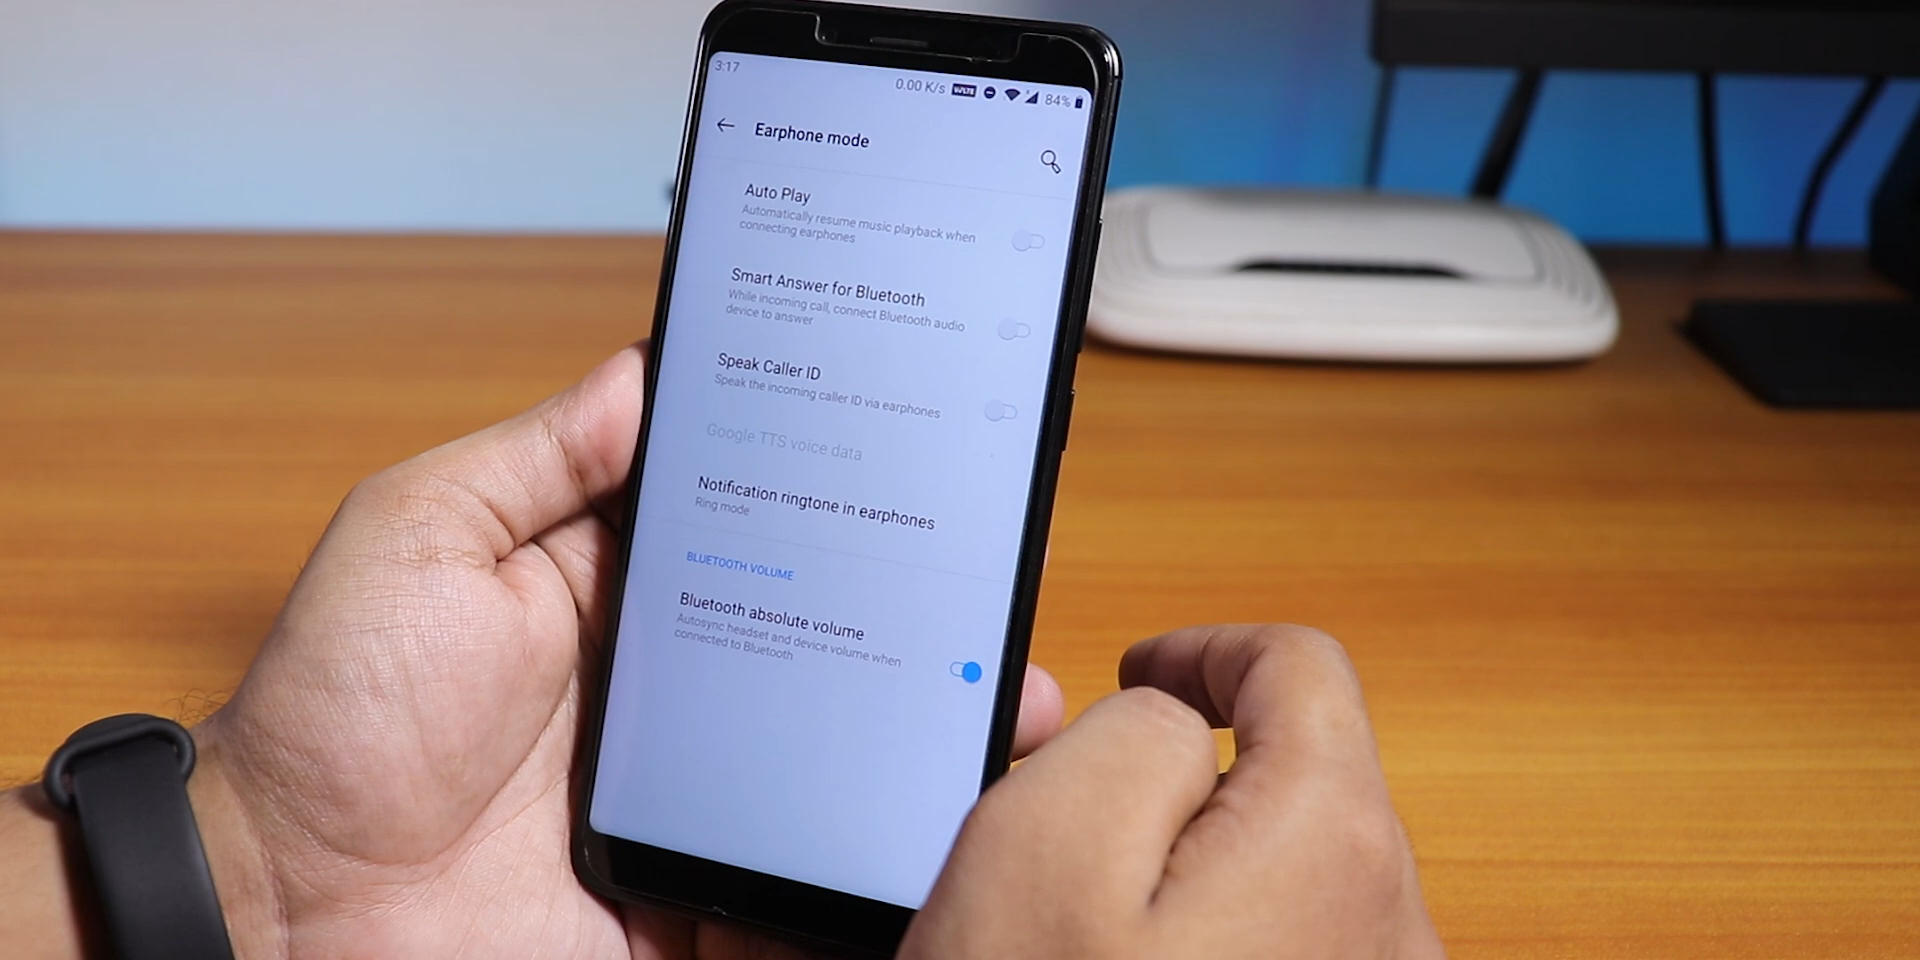 3:17
0.00 K/s VoLTE 84%
Earphone mode
Auto Play
Automatically resume music playback when
connecting earphones
Smart Answer for Bluetooth
While incoming call, connect Bluetooth audio
device to answer
Speak Caller ID
Speak the incoming caller ID via earphones
Google TTS voice data
Notification ringtone in earphones
Ring mode
BLUETOOTH VOLUME
Bluetooth absolute volume
Autosync headset and device volume when
connected to Bluetooth